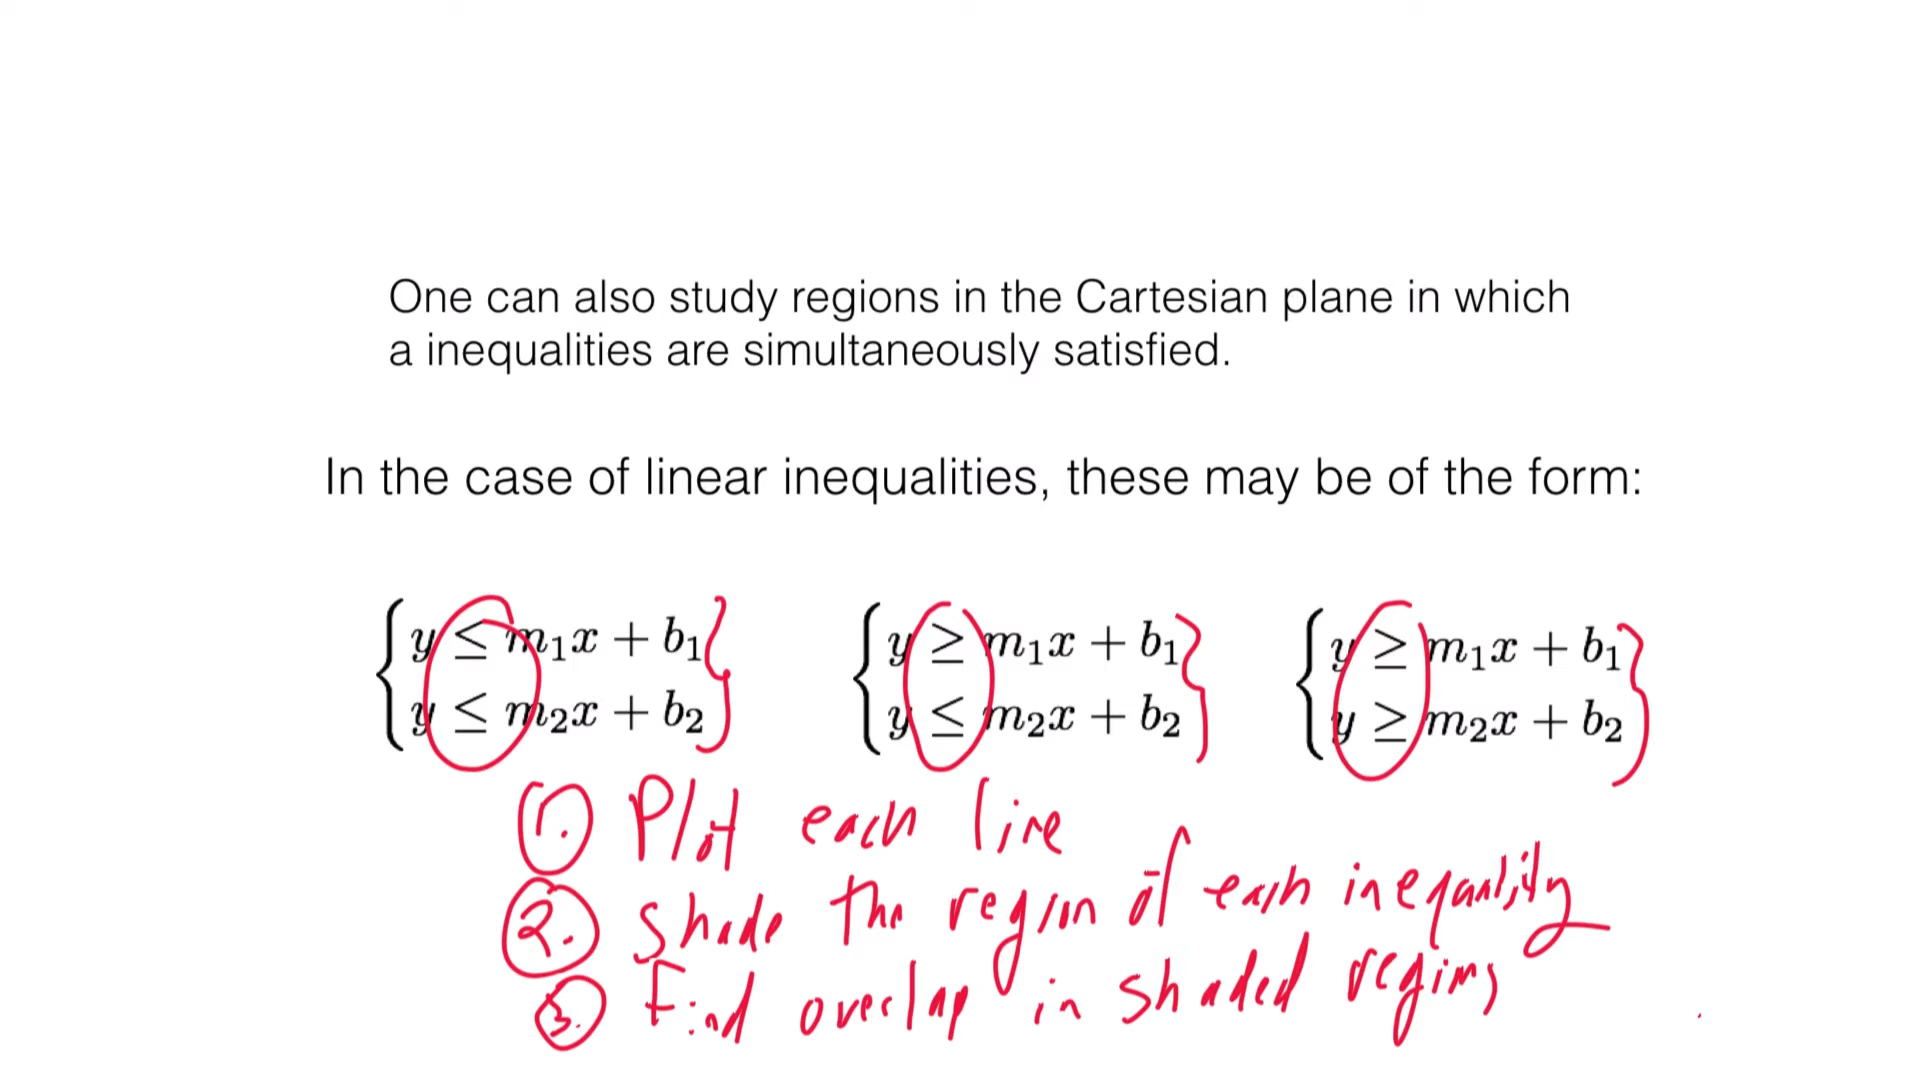 One can also study regions in the Cartesian plane in which
a inequalities are simultaneously satisfied.
In the case of linear inequalities, these may be of the form:
{ y ≤ m₁x + b₁ } { y ≥ m₁x + b₁ } { y ≥ m₁x + b₁ }
{ y ≤ m₂x + b₂ } { y ≤ m₂x + b₂ } { y ≥ m₂x + b₂ }
1. Plot each line
2. Shade the region of each inequality
3. Find overlap in shaded regions